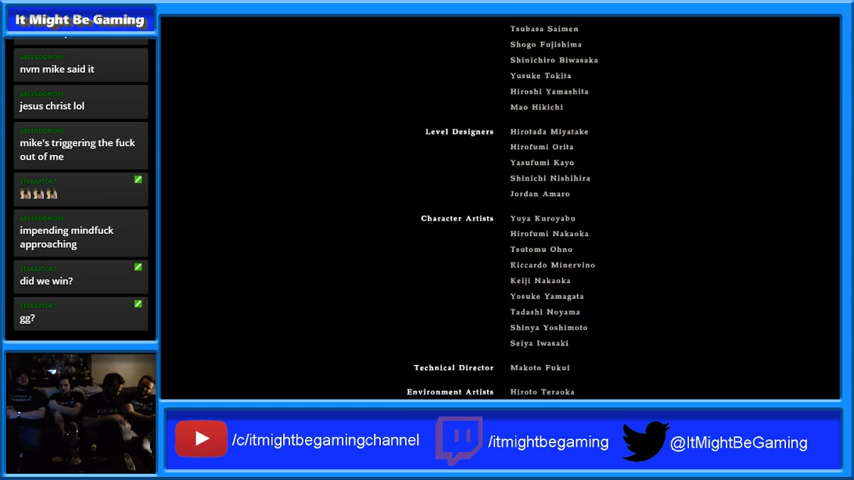 It Might Be Gaming
nvm mike said it
jesus christ lol
mike's triggering the fuck
out of me
impending mindfuck
approaching
did we win?
gg?
Tsubasa Saimen
Shogo Fujishima
Shinichiro Biwasaka
Yusuke Tokita
Hiroshi Yamashita
Mao Hikichi
Level Designers Hirotada Miyatake
Hirofumi Orita
Yasufumi Kayo
Shinichi Nishihira
Jordan Amaro
Character Artists Yuya Kuroyabu
Hirofumi Nakaoka
Tsutomu Ohno
Riccardo Minervino
Keiji Nakaoka
Yosuke Yamagata
Tadashi Noyama
Shinya Yoshimoto
Seiya Iwasaki
Technical Director Makoto Fukui
Environment Artists Hiroto Teraoka
/c/itmightbegamingchannel
/itmightbegaming
@ItMightBeGaming